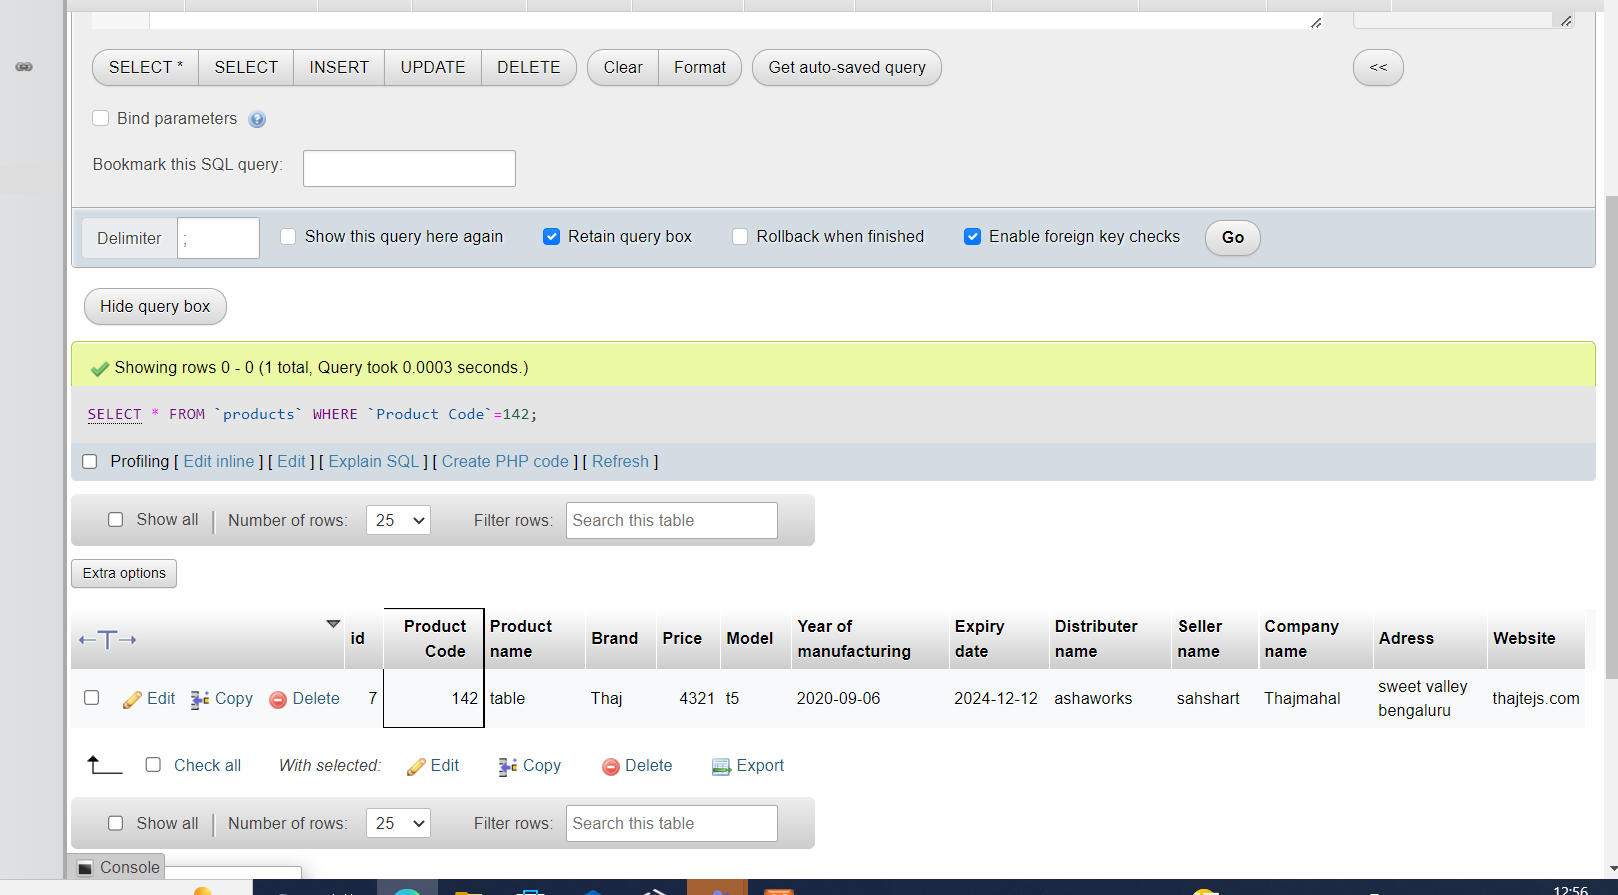 SELECT * SELECT INSERT UPDATE DELETE Clear Format Get auto-saved query <<
Bind parameters
Bookmark this SQL query:
Delimiter ; Show this query here again Retain query box Rollback when finished Enable foreign key checks Go
Hide query box
Showing rows 0 - 0 (1 total, Query took 0.0003 seconds.)
SELECT * FROM `products` WHERE `Product Code`=142;
Profiling [ Edit inline ] [ Edit ] [ Explain SQL ] [ Create PHP code ] [ Refresh ]
Show all Number of rows: 25 Filter rows: Search this table
Extra options
←T→ id Product Code Product name Brand Price Model Year of manufacturing Expiry date Distributer name Seller name Company name Adress Website
Edit Copy Delete 7 142 table Thaj 4321 t5 2020-09-06 2024-12-12 ashaworks sahshart Thajmahal sweet valley bengaluru thajtejs.com
Check all With selected: Edit Copy Delete Export
Show all Number of rows: 25 Filter rows: Search this table
Console
12:56